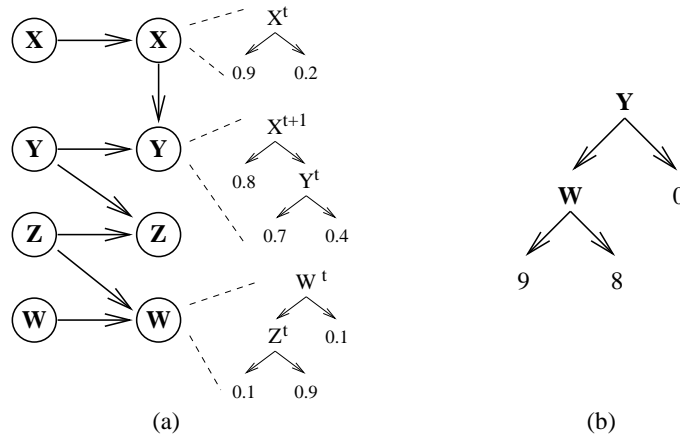 X X X^t
0.9 0.2
Y Y X^{t+1}
0.8 Y^t
0.7 0.4
Z Z
W W W^t
Z^t 0.1
0.1 0.9
(a)
Y
W 0
9 8
(b)